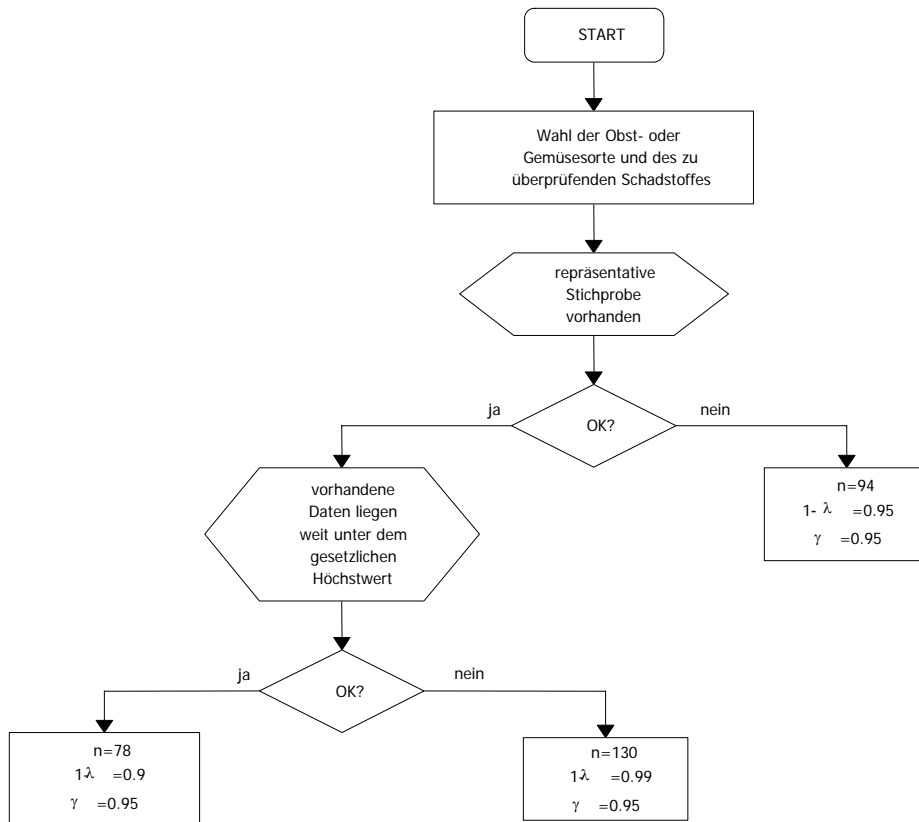 START
Wahl der Obst- oder
Gemüsesorte und des zu
überprüfenden Schadstoffes
repräsentative
Stichprobe
vorhanden
ja
OK?
nein
vorhandene
Daten liegen
weit unter dem
gesetzlichen
Höchstwert
n=94
1- λ =0.95
γ =0.95
ja
OK?
nein
n=78
1-λ =0.9
γ =0.95
n=130
1-λ =0.99
γ =0.95